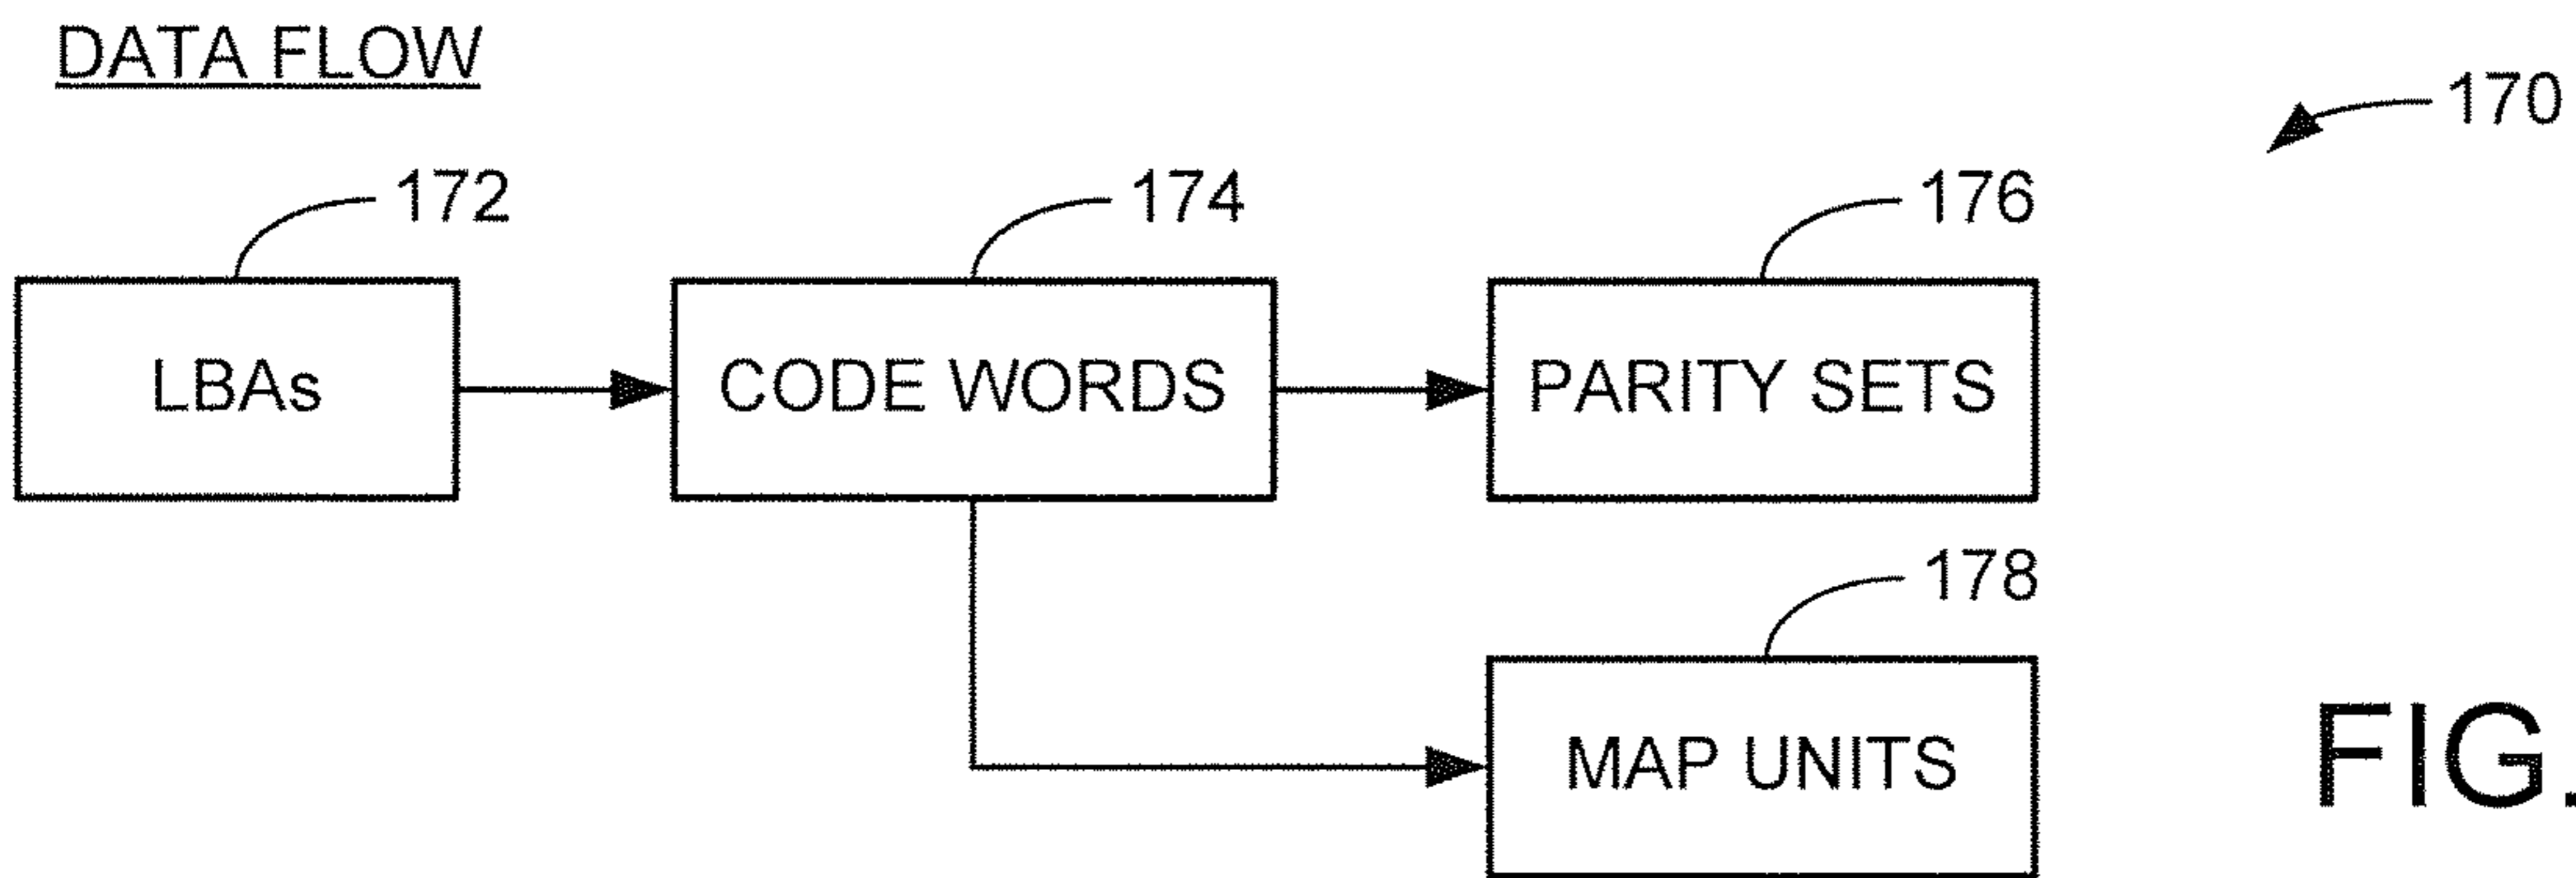 DATA FLOW
170
172
174
176
LBAs
CODE WORDS
PARITY SETS
178
MAP UNITS
FIG.